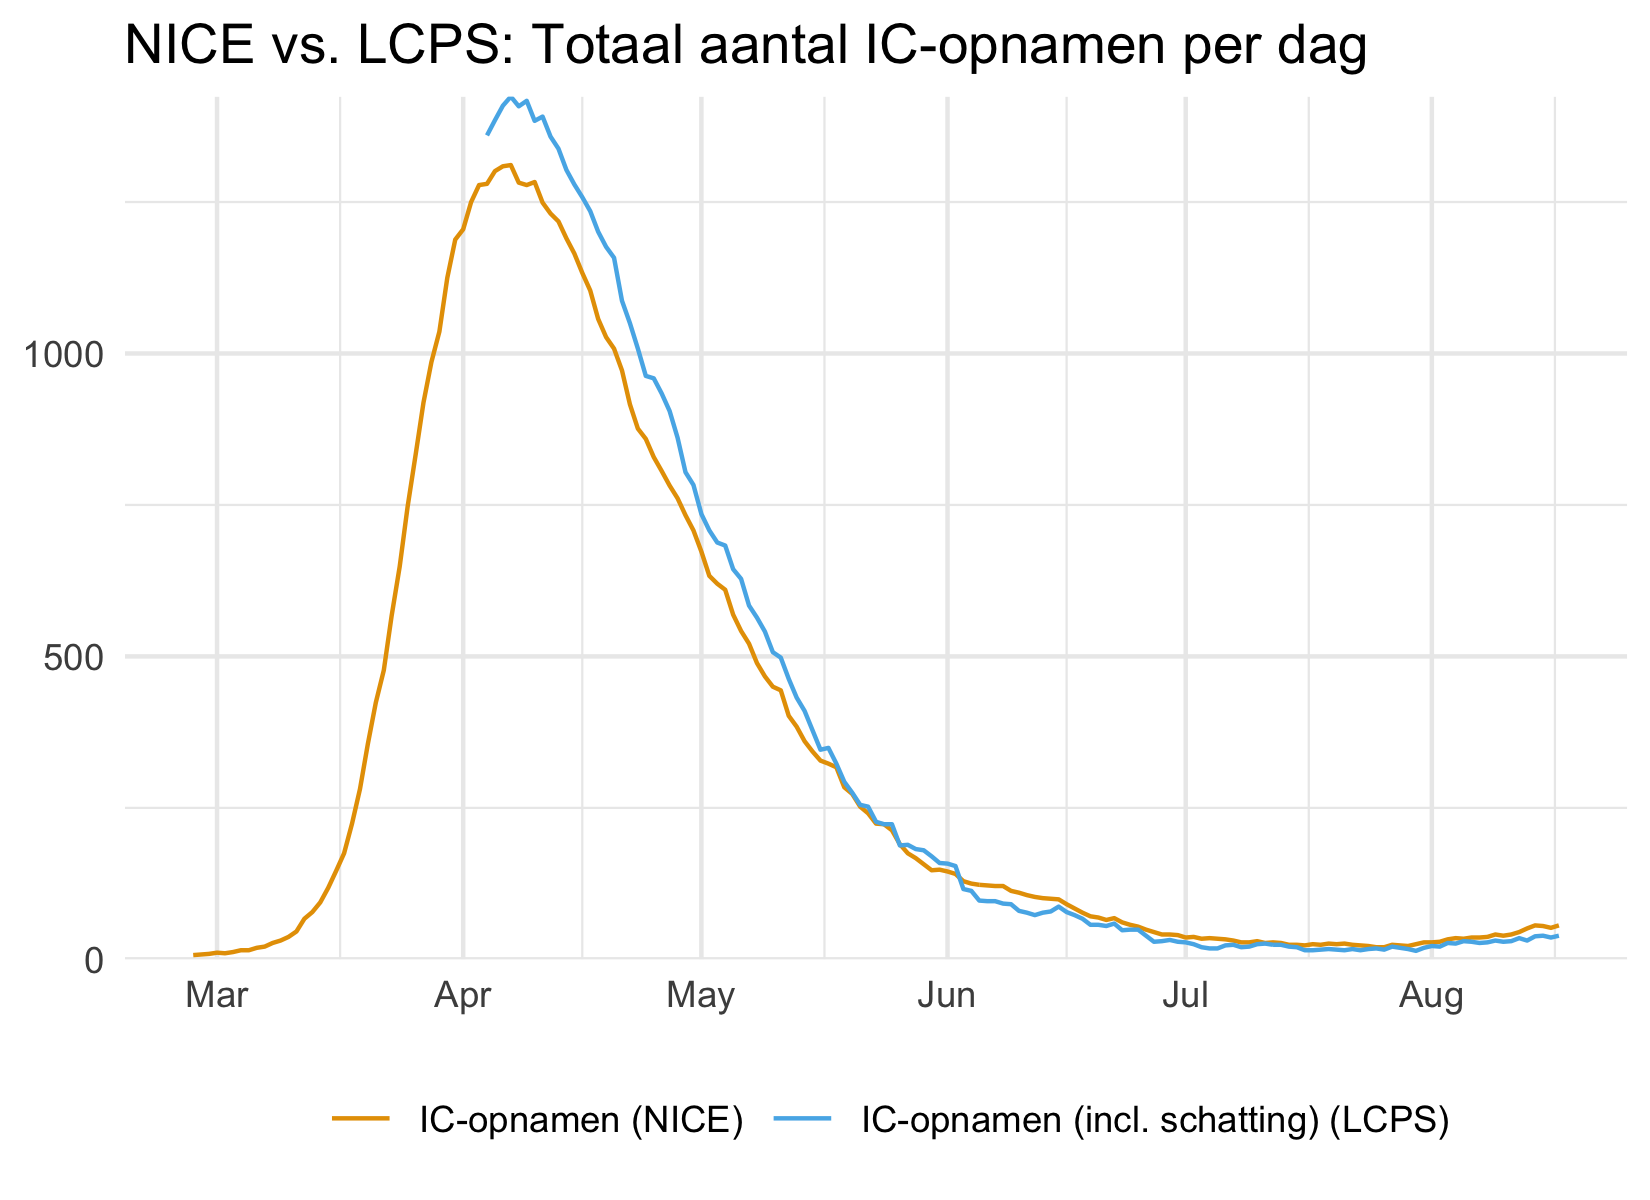 NICE vs. LCPS: Totaal aantal IC-opnamen per dag
1000
500
0
Mar Apr May Jun Jul Aug
IC-opnamen (NICE) IC-opnamen (incl. schatting) (LCPS)